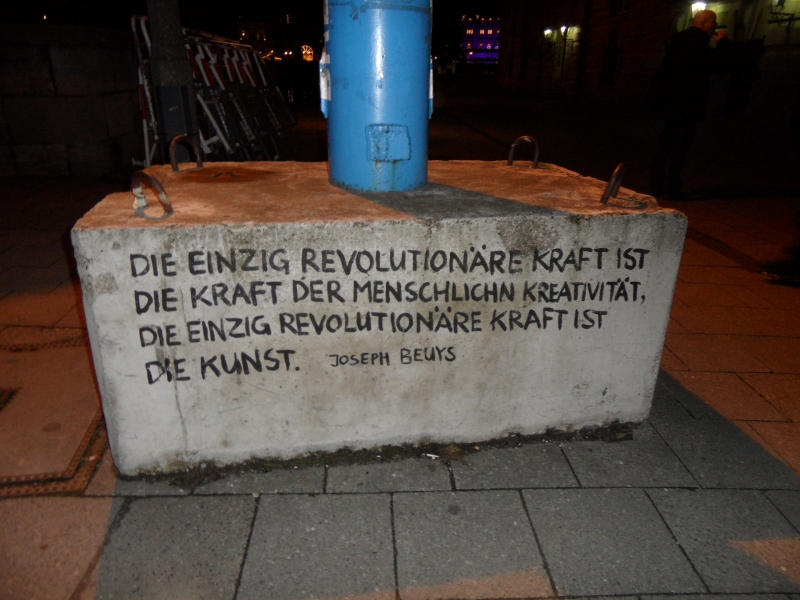 DIE EINZIG REVOLUTIONÄRE KRAFT IST
DIE KRAFT DER MENSCHLICHN KREATIVITÄT,
DIE EINZIG REVOLUTIONÄRE KRAFT IST
DIE KUNST. JOSEPH BEUYS